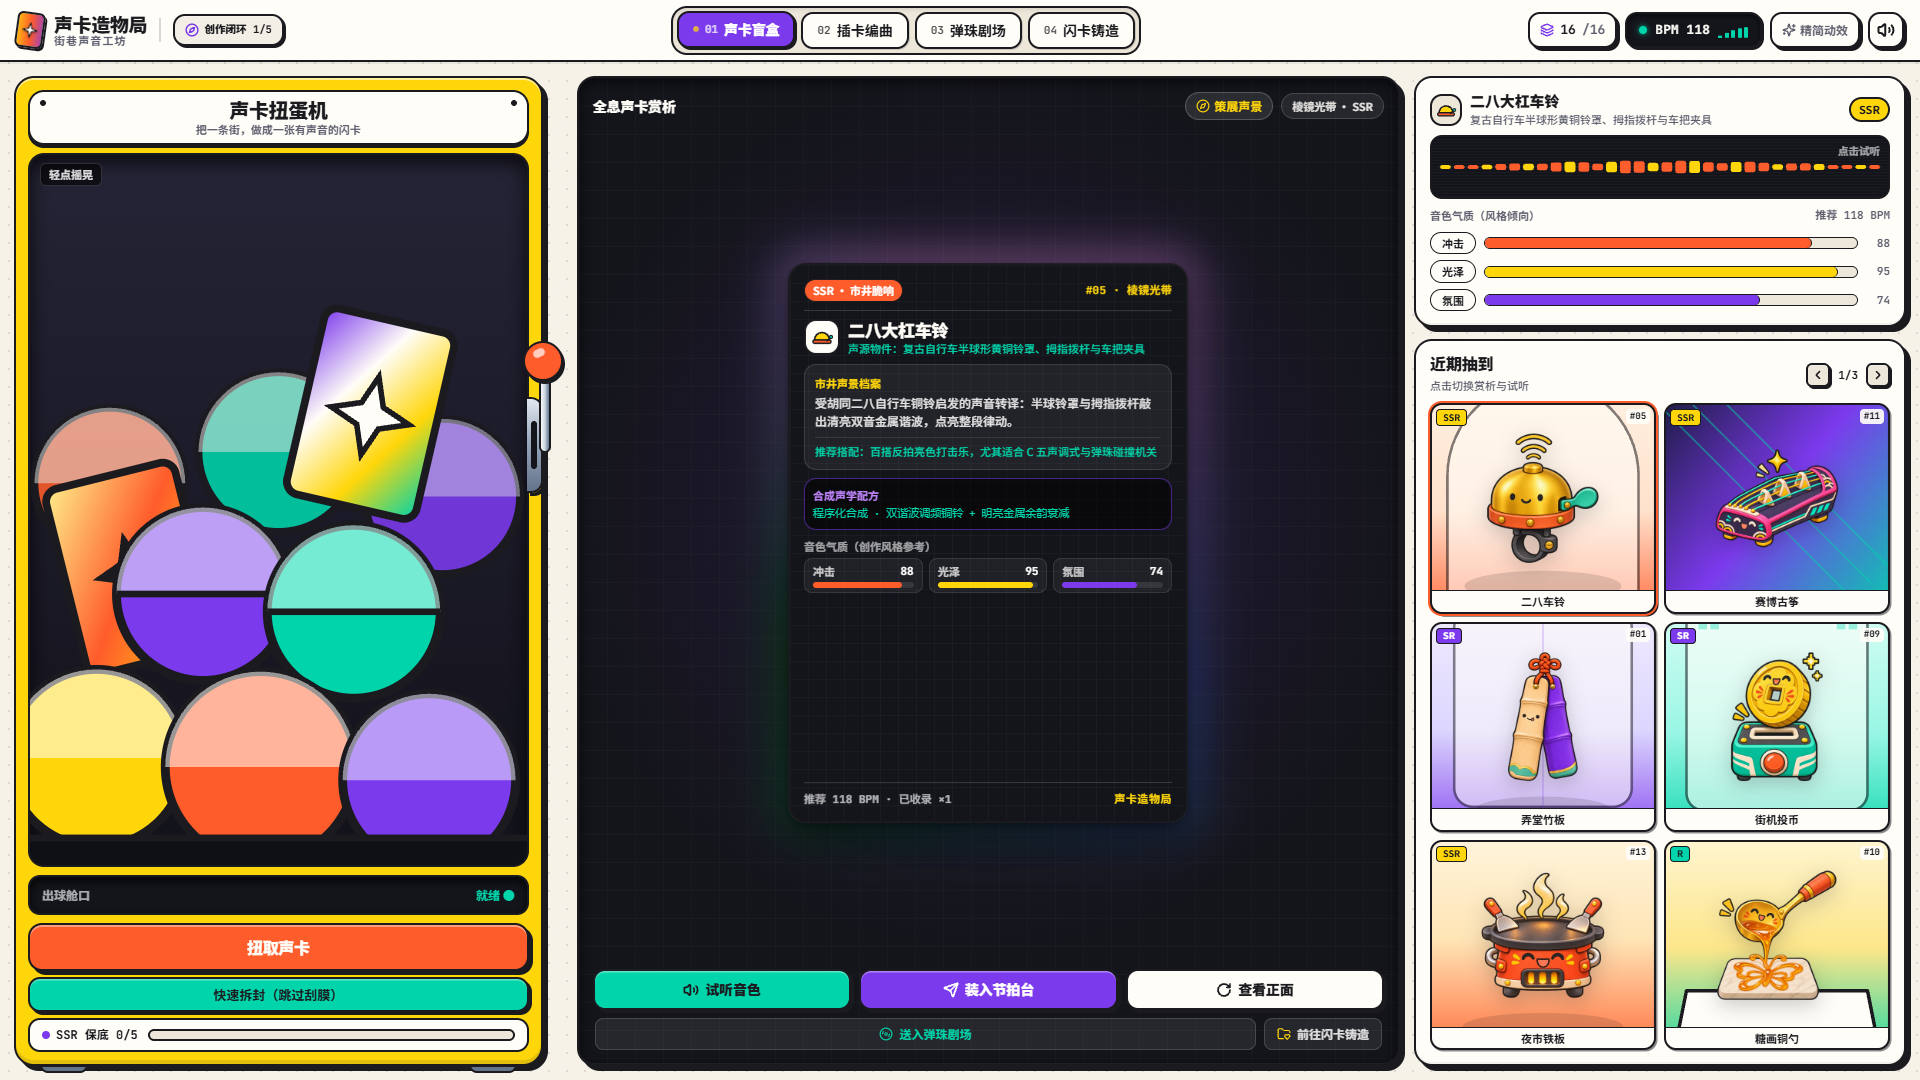 声卡造物局
街巷声音工坊
创作闭环 1/5
01 声卡盲盒
02 插卡编曲
03 弹珠剧场
04 闪卡铸造
16 /16
BPM 118
精简动效
声卡扭蛋机
把一条街，做成一张有声音的闪卡
轻点摇晃
出球舱口
就绪
扭取声卡
快速拆封（跳过刮膜）
SSR 保底 0/5
全息声卡赏析
策展声景
棱镜光带 · SSR
SSR · 市井脆响
#05 · 棱镜光带
二八大杠车铃
声源物件：复古自行车半球形黄铜铃罩、拇指拨杆与车把夹具
市井声景档案
受胡同二八自行车铜铃启发的声音转译：半球铃罩与拇指拨杆敲
出清亮双音金属谐波，点亮整段律动。
推荐搭配：百搭反拍亮色打击乐，尤其适合 C 五声调式与弹珠碰撞机关
合成声学配方
程序化合成 · 双谐波调频铜铃 + 明亮金属余韵衰减
音色气质（创作风格参考）
冲击 88
光泽 95
氛围 74
推荐 118 BPM · 已收录 ×1
声卡造物局
试听音色
装入节拍台
查看正面
送入弹珠剧场
前往闪卡铸造
二八大杠车铃
复古自行车半球形黄铜铃罩、拇指拨杆与车把夹具
SSR
点击试听
音色气质（风格倾向）
推荐 118 BPM
冲击 88
光泽 95
氛围 74
近期抽到
点击切换赏析与试听
1/3
SSR #05
二八车铃
SSR #11
赛博古筝
SR #01
弄堂竹板
SR #09
街机投币
SSR #13
夜市铁板
R #10
糖画铜勺